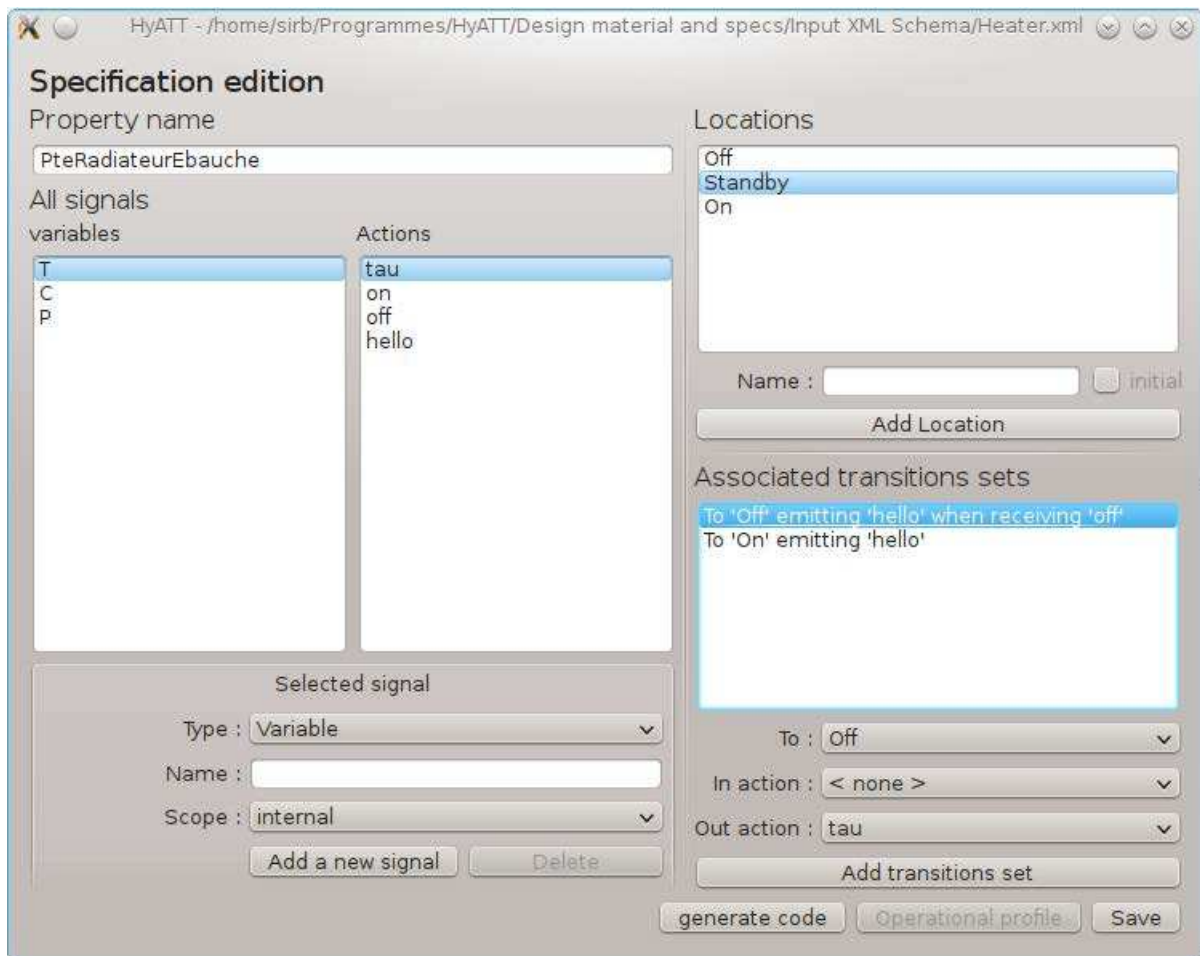 HyATT - /home/sirb/Programmes/HyATT/Design material and specs/Input XML Schema/Heater.xml
Specification edition
Property name
PteRadiateurEbauche
All signals
variables
Actions
T
C
P
tau
on
off
hello
Selected signal
Type : Variable
Name :
Scope : internal
Add a new signal
Delete
Locations
Off
Standby
On
Name :
initial
Add Location
Associated transitions sets
To 'Off' emitting 'hello' when receiving 'off'
To 'On' emitting 'hello'
To : Off
In action : < none >
Out action : tau
Add transitions set
generate code
Operational profile
Save